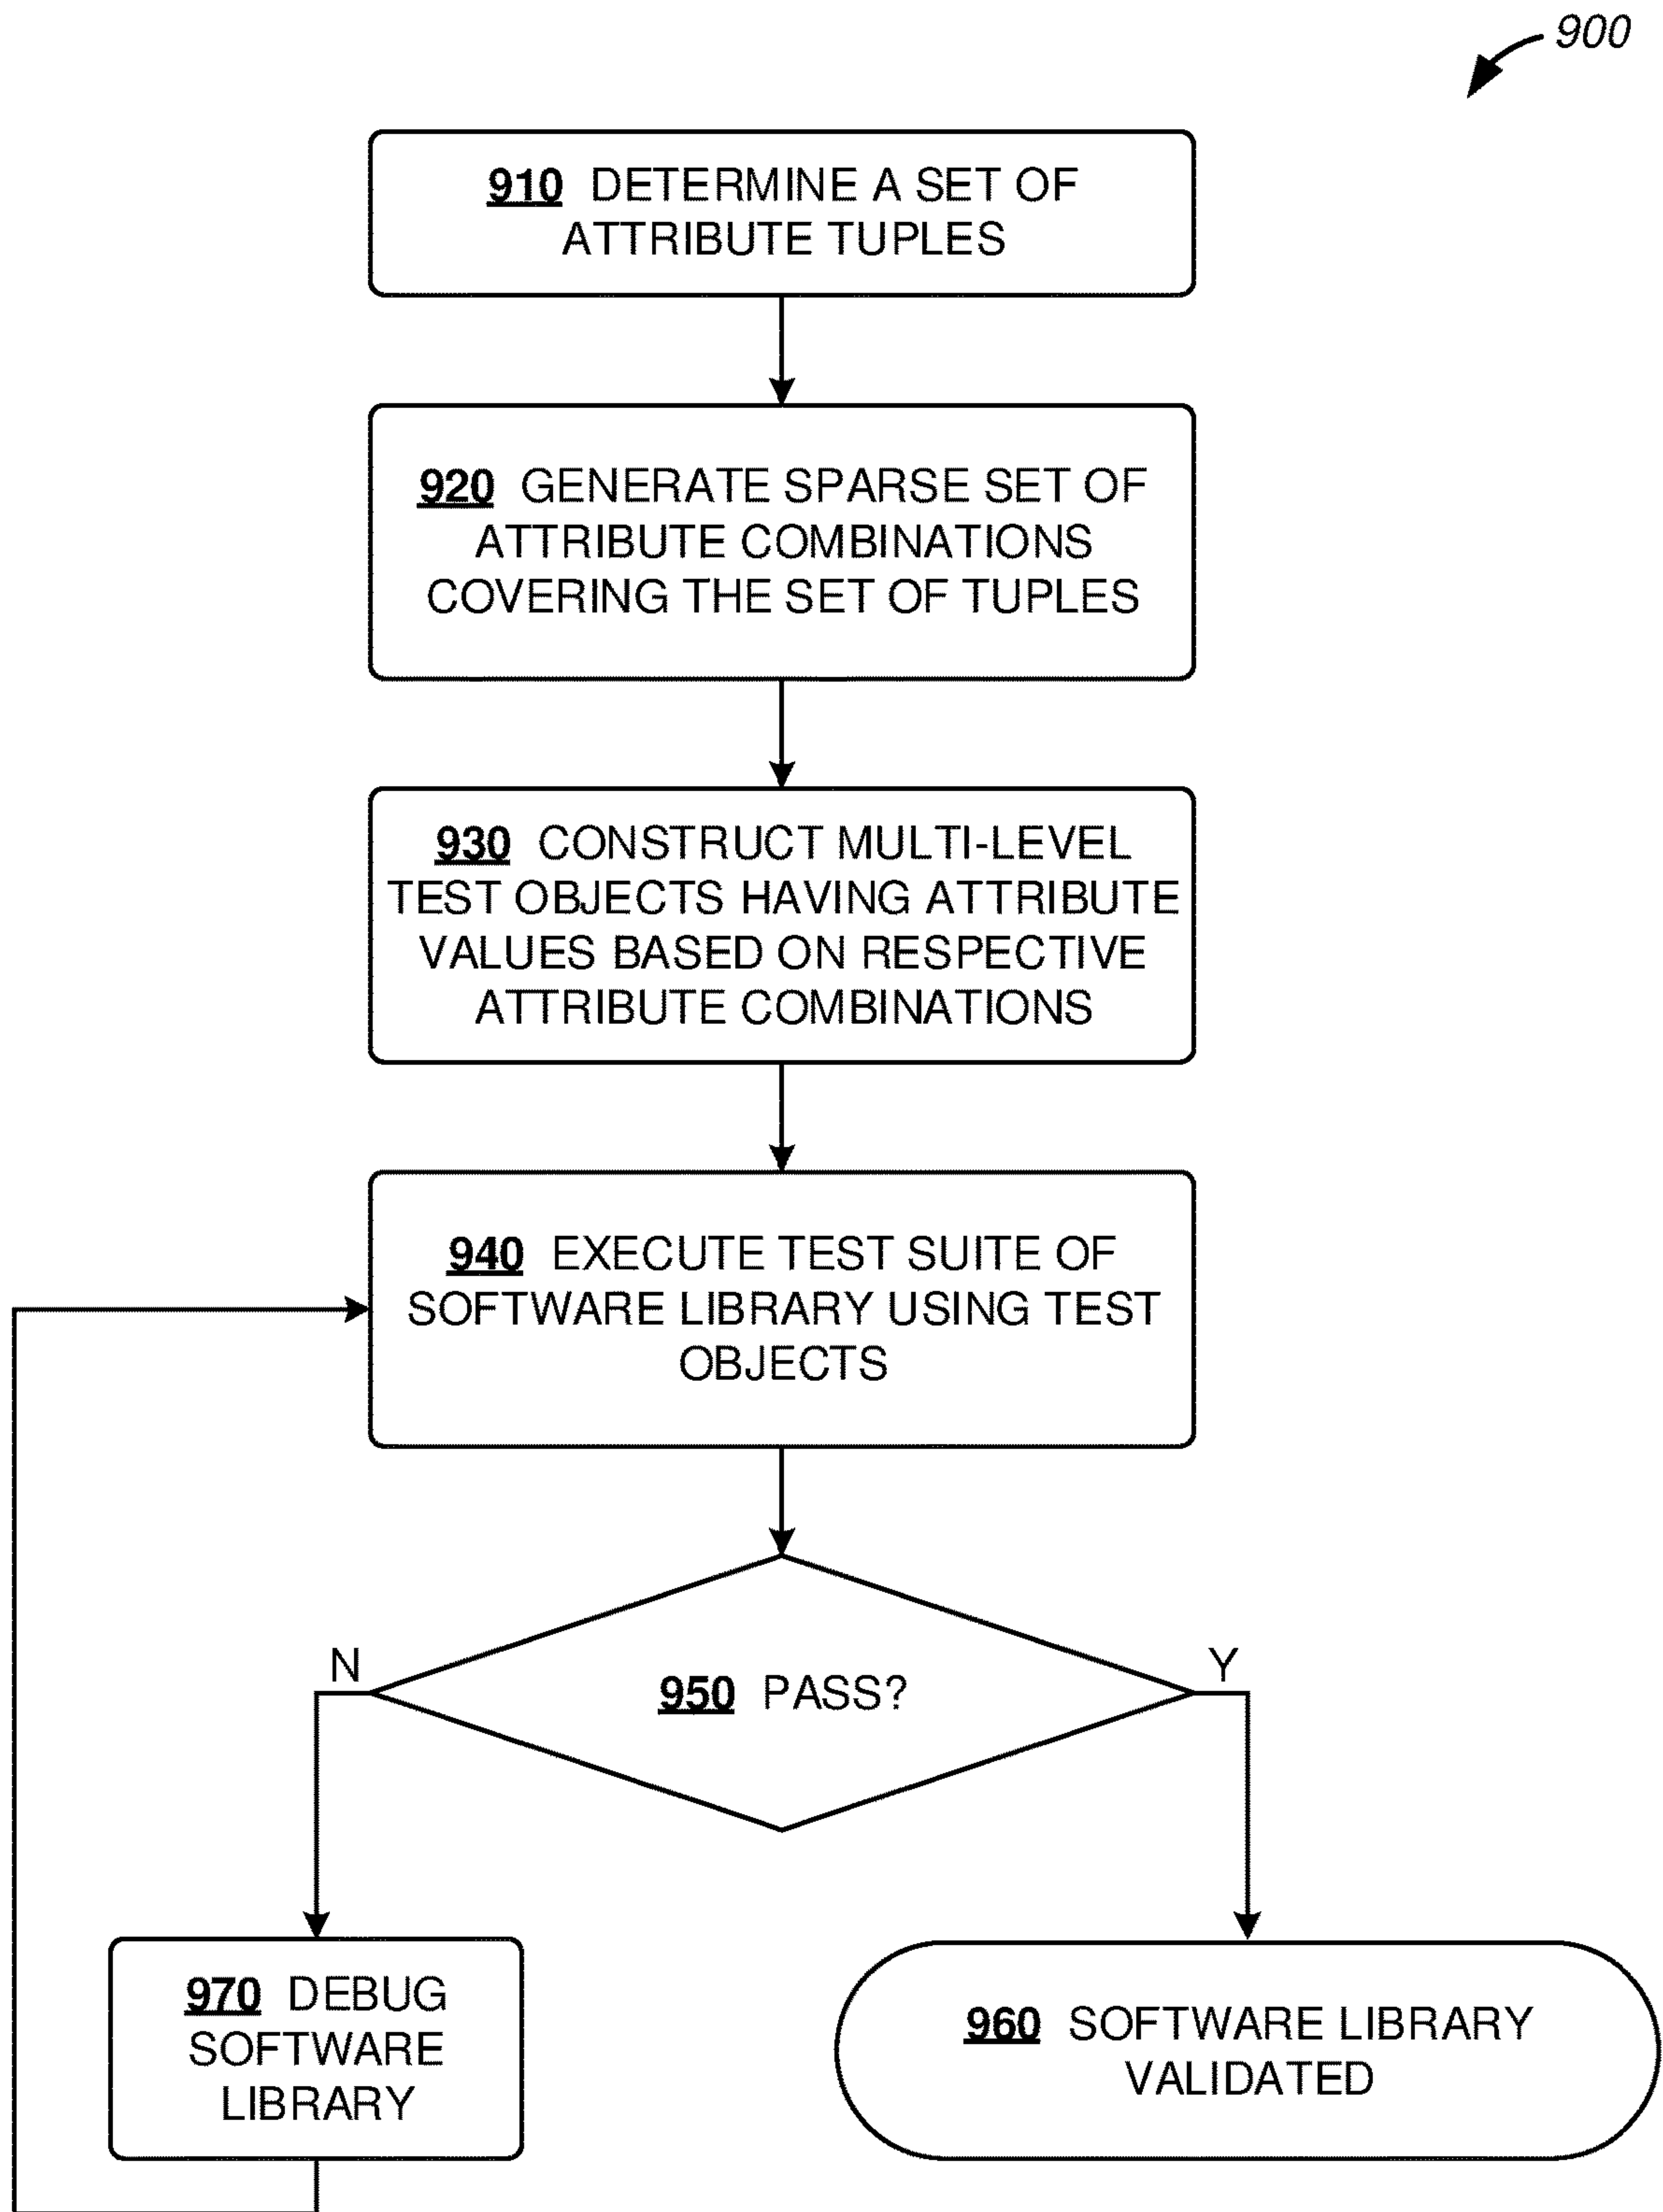 900
910 DETERMINE A SET OF
ATTRIBUTE TUPLES
920 GENERATE SPARSE SET OF
ATTRIBUTE COMBINATIONS
COVERING THE SET OF TUPLES
930 CONSTRUCT MULTI-LEVEL
TEST OBJECTS HAVING ATTRIBUTE
VALUES BASED ON RESPECTIVE
ATTRIBUTE COMBINATIONS
940 EXECUTE TEST SUITE OF
SOFTWARE LIBRARY USING TEST
OBJECTS
N
Y
950 PASS?
970 DEBUG
SOFTWARE
LIBRARY
960 SOFTWARE LIBRARY
VALIDATED